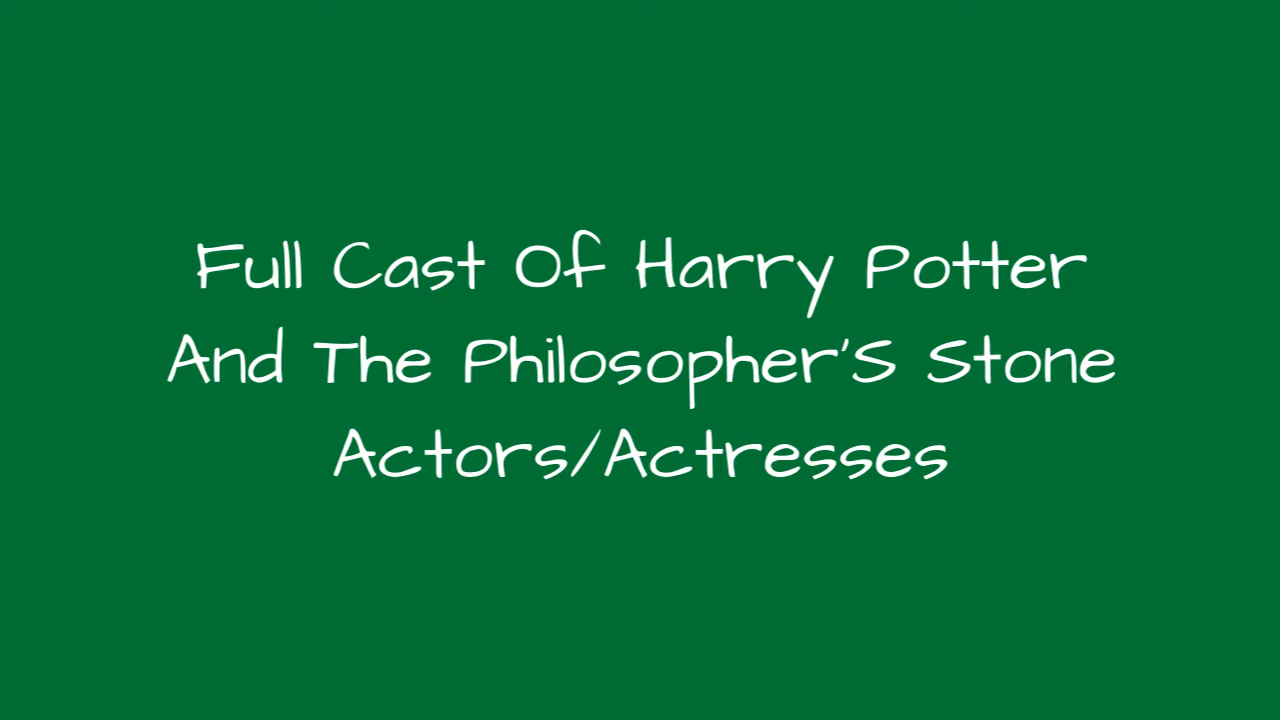 Full Cast Of Harry Potter
And The Philosopher'S Stone
Actors/Actresses